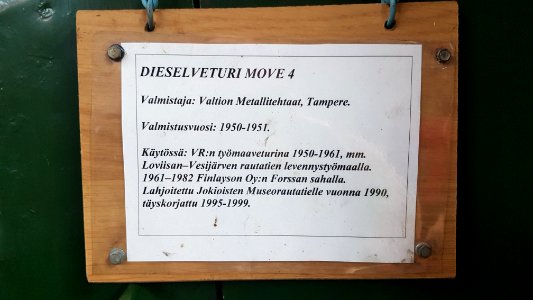 DIESELVETURI MOVE 4
Valmistaja: Valtion Metallitehtaat, Tampere.
Valmistusvuosi: 1950-1951.
Käytössä: VR:n työmaaveturina 1950-1961, mm.
Loviisan–Vesijärven rautatien levennystyömaalla.
1961–1982 Finlayson Oy:n Forssan sahalla.
Lahjoitettu Jokioisten Museorautatielle vuonna 1990,
täyskorjattu 1995-1999.